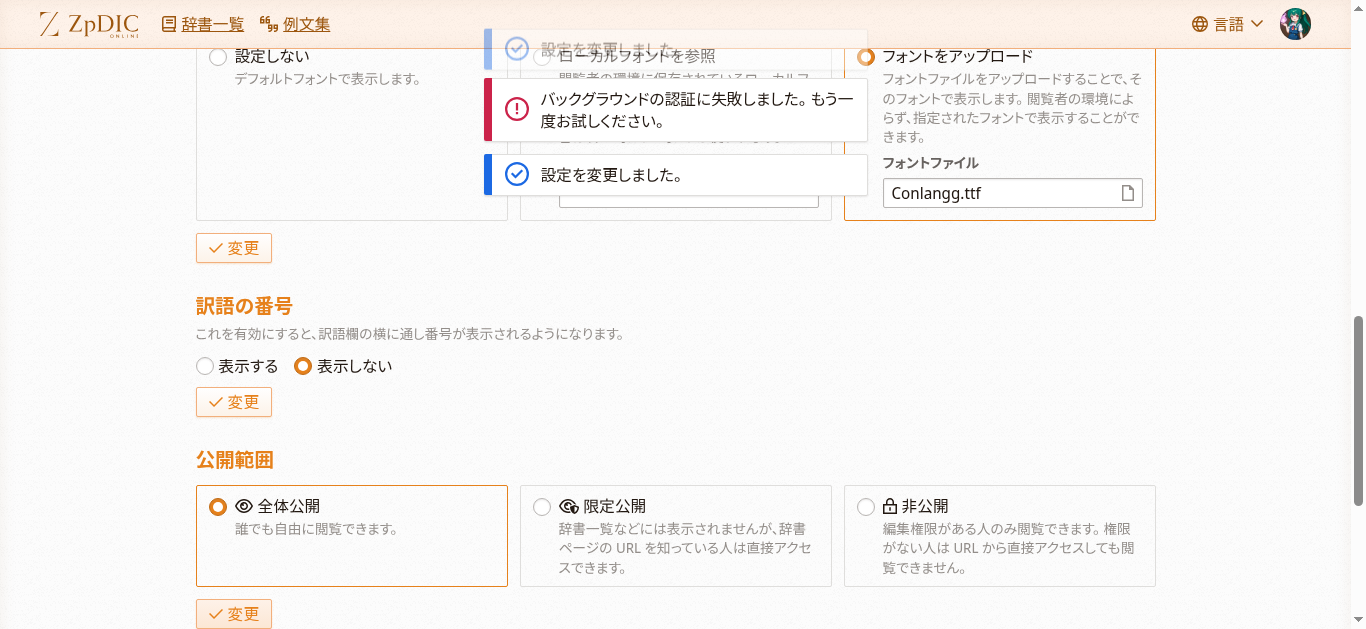 ZpDIC
ONLINE
辞書一覧
例文集
言語
設定しない
デフォルトフォントで表示します。
ローカルフォントを参照
フォントをアップロード
フォントファイルをアップロードすることで、そ
のフォントで表示します。閲覧者の環境によ
らず、指定されたフォントで表示することがで
きます。
フォントファイル
Conlangg.ttf
設定を変更しました。
バックグラウンドの認証に失敗しました。もう一
度お試しください。
設定を変更しました。
変更
訳語の番号
これを有効にすると、訳語欄の横に通し番号が表示されるようになります。
表示する
表示しない
変更
公開範囲
全体公開
誰でも自由に閲覧できます。
限定公開
辞書一覧などには表示されませんが、辞書
ページの URL を知っている人は直接アクセ
スできます。
非公開
編集権限がある人のみ閲覧できます。権限
がない人は URL から直接アクセスしても閲
覧できません。
変更